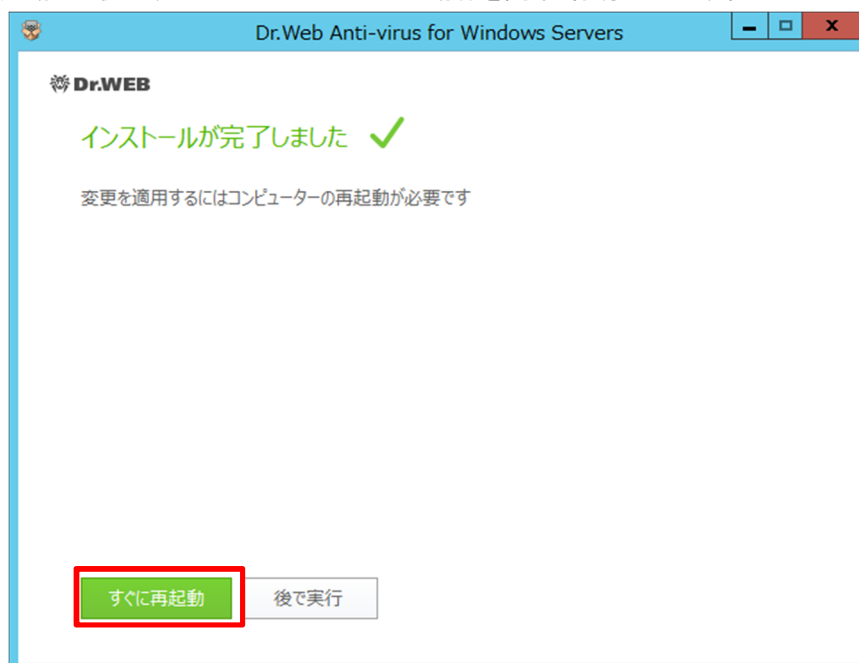 Dr.Web Anti-virus for Windows Servers
Dr.WEB
インストールが完了しました
変更を適用するにはコンピューターの再起動が必要です
すぐに再起動
後で実行